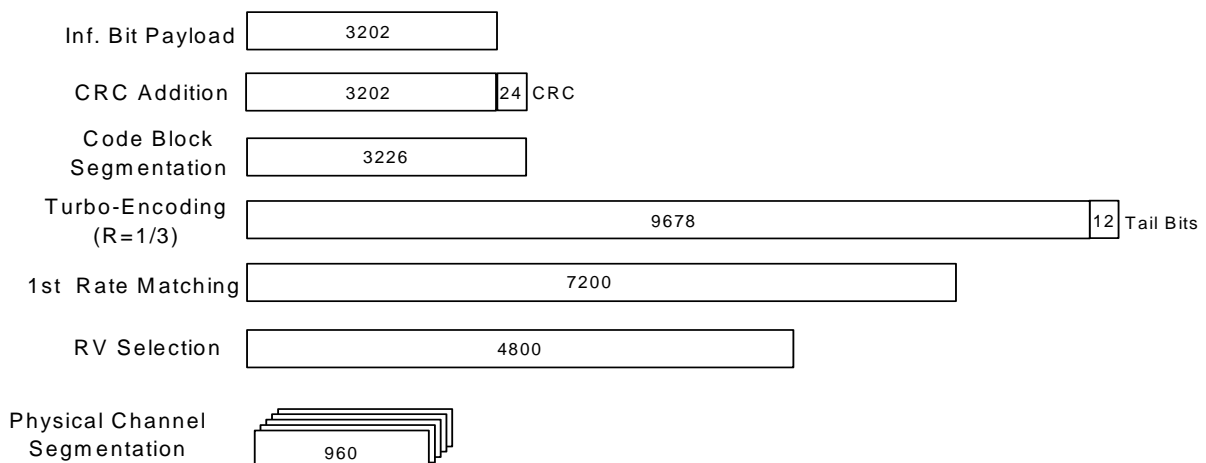 Inf. Bit Payload 3202
CRC Addition 3202 24 CRC
Code Block
Segmentation 3226
Turbo-Encoding
(R=1/3) 9678 12 Tail Bits
1st Rate Matching 7200
RV Selection 4800
Physical Channel
Segmentation 960